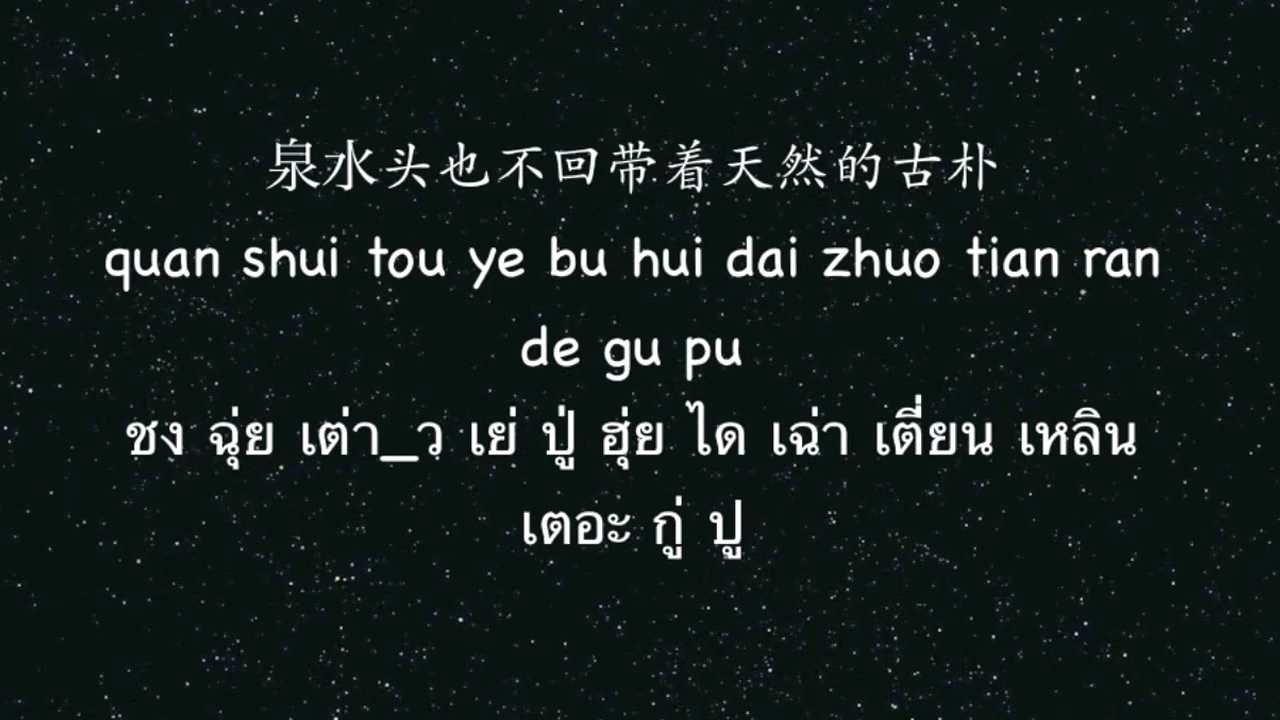 泉水头也不回带着天然的古朴
quan shui tou ye bu hui dai zhuo tian ran
de gu pu
ชง ฉุ่ย เต่า_ว เย่ ปู่ ฮุ่ย ได เฉ่า เตี่ยน เหลิน
เตอะ กู่ ปู